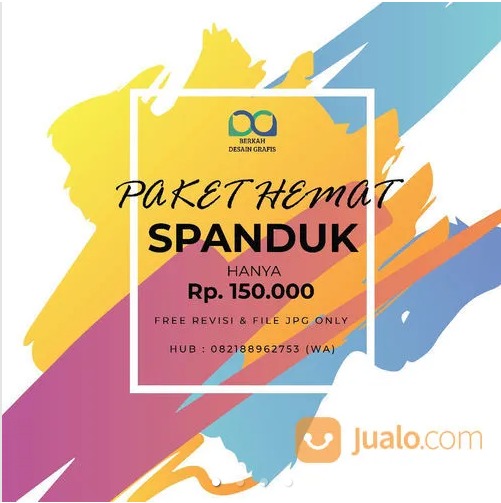 BERKAH
DESAIN GRAFIS
PAKET HEMAT
SPANDUK
HANYA
Rp. 150.000
FREE REVISI & FILE JPG ONLY
HUB : 082188962753 (WA)
Jualo.com